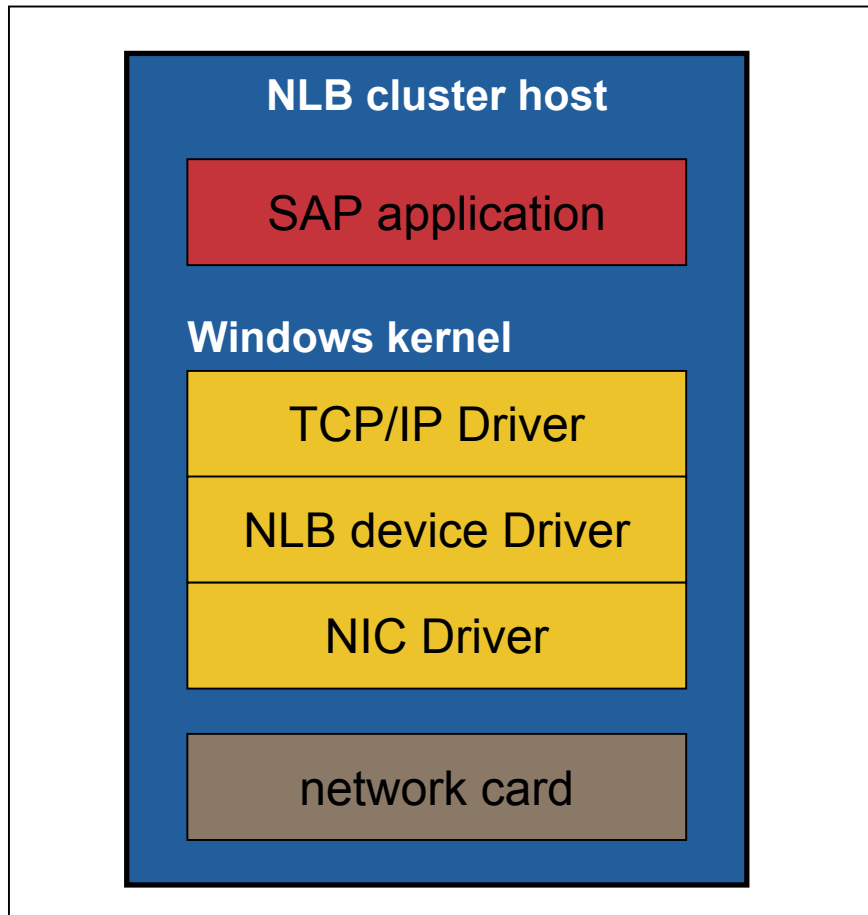 NLB cluster host
SAP application
Windows kernel
TCP/IP Driver
NLB device Driver
NIC Driver
network card